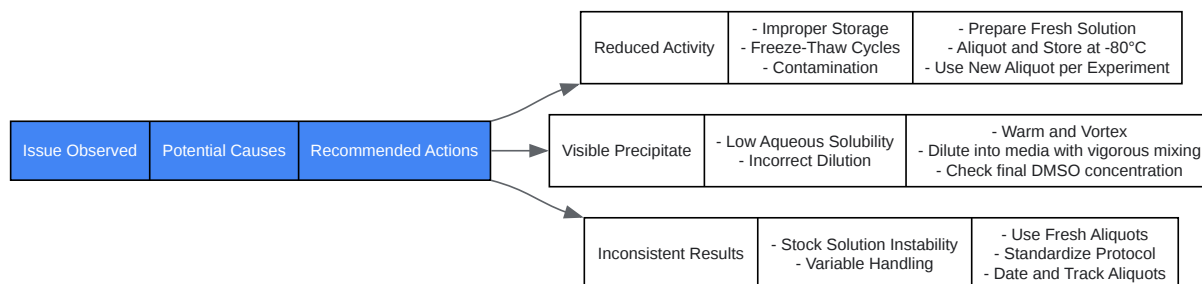 Issue Observed
Potential Causes
Recommended Actions
Reduced Activity
- Improper Storage
- Freeze-Thaw Cycles
- Contamination
- Prepare Fresh Solution
- Aliquot and Store at -80°C
- Use New Aliquot per Experiment
Visible Precipitate
- Low Aqueous Solubility
- Incorrect Dilution
- Warm and Vortex
- Dilute into media with vigorous mixing
- Check final DMSO concentration
Inconsistent Results
- Stock Solution Instability
- Variable Handling
- Use Fresh Aliquots
- Standardize Protocol
- Date and Track Aliquots